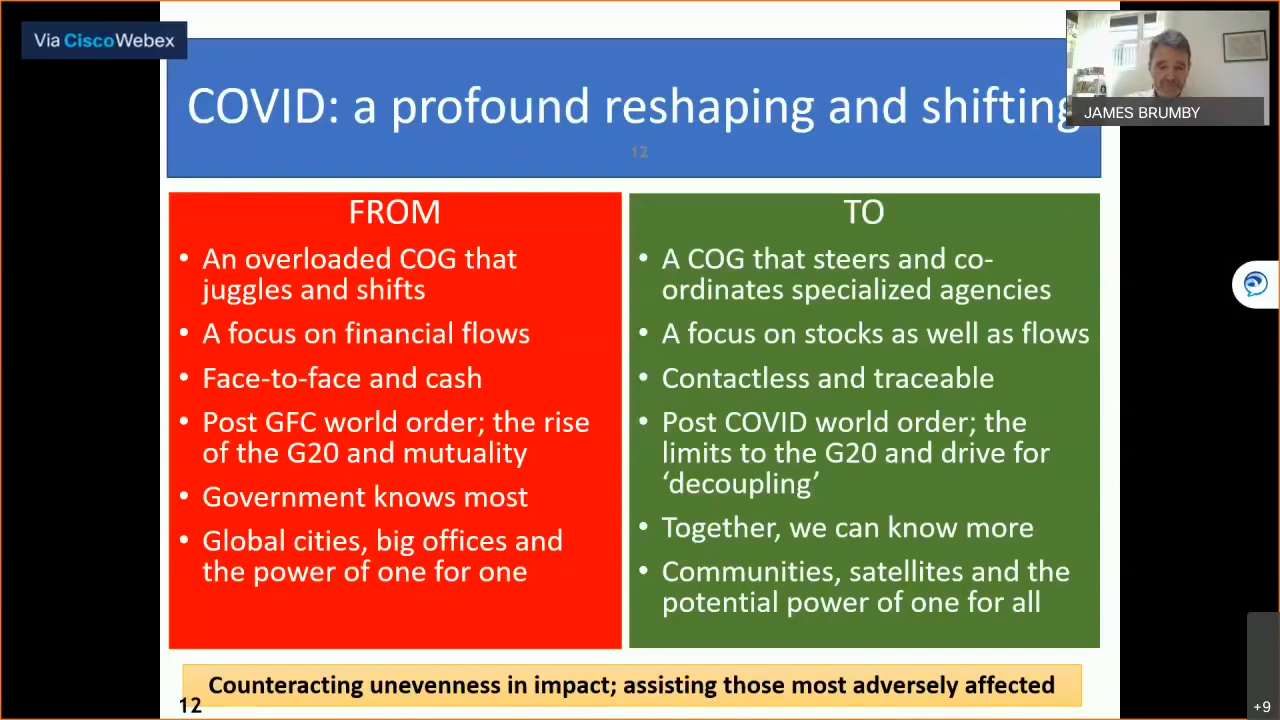 Via CiscoWebex
COVID: a profound reshaping and shifting
12
JAMES BRUMBY
FROM
• An overloaded COG that
juggles and shifts
• A focus on financial flows
• Face-to-face and cash
• Post GFC world order; the rise
of the G20 and mutuality
• Government knows most
• Global cities, big offices and
the power of one for one
TO
• A COG that steers and co-
ordinates specialized agencies
• A focus on stocks as well as flows
• Contactless and traceable
• Post COVID world order; the
limits to the G20 and drive for
‘decoupling’
• Together, we can know more
• Communities, satellites and the
potential power of one for all
Counteracting unevenness in impact; assisting those most adversely affected
12
+9